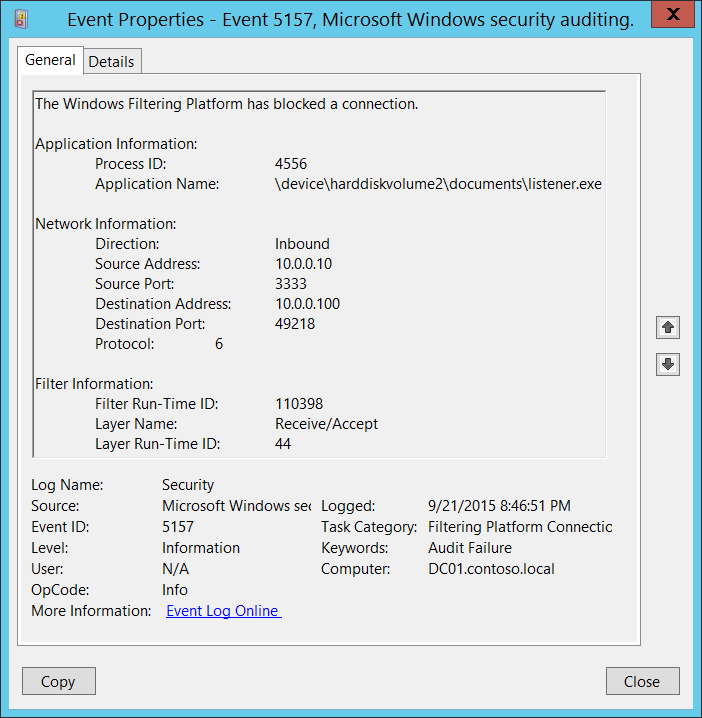 Event Properties - Event 5157, Microsoft Windows security auditing.
General Details
The Windows Filtering Platform has blocked a connection.
Application Information:
Process ID: 4556
Application Name: \device\harddiskvolume2\documents\listener.exe
Network Information:
Direction: Inbound
Source Address: 10.0.0.10
Source Port: 3333
Destination Address: 10.0.0.100
Destination Port: 49218
Protocol: 6
Filter Information:
Filter Run-Time ID: 110398
Layer Name: Receive/Accept
Layer Run-Time ID: 44
Log Name: Security
Source: Microsoft Windows sec Logged: 9/21/2015 8:46:51 PM
Event ID: 5157 Task Category: Filtering Platform Connectic
Level: Information Keywords: Audit Failure
User: N/A Computer: DC01.contoso.local
OpCode: Info
More Information: Event Log Online
Copy Close